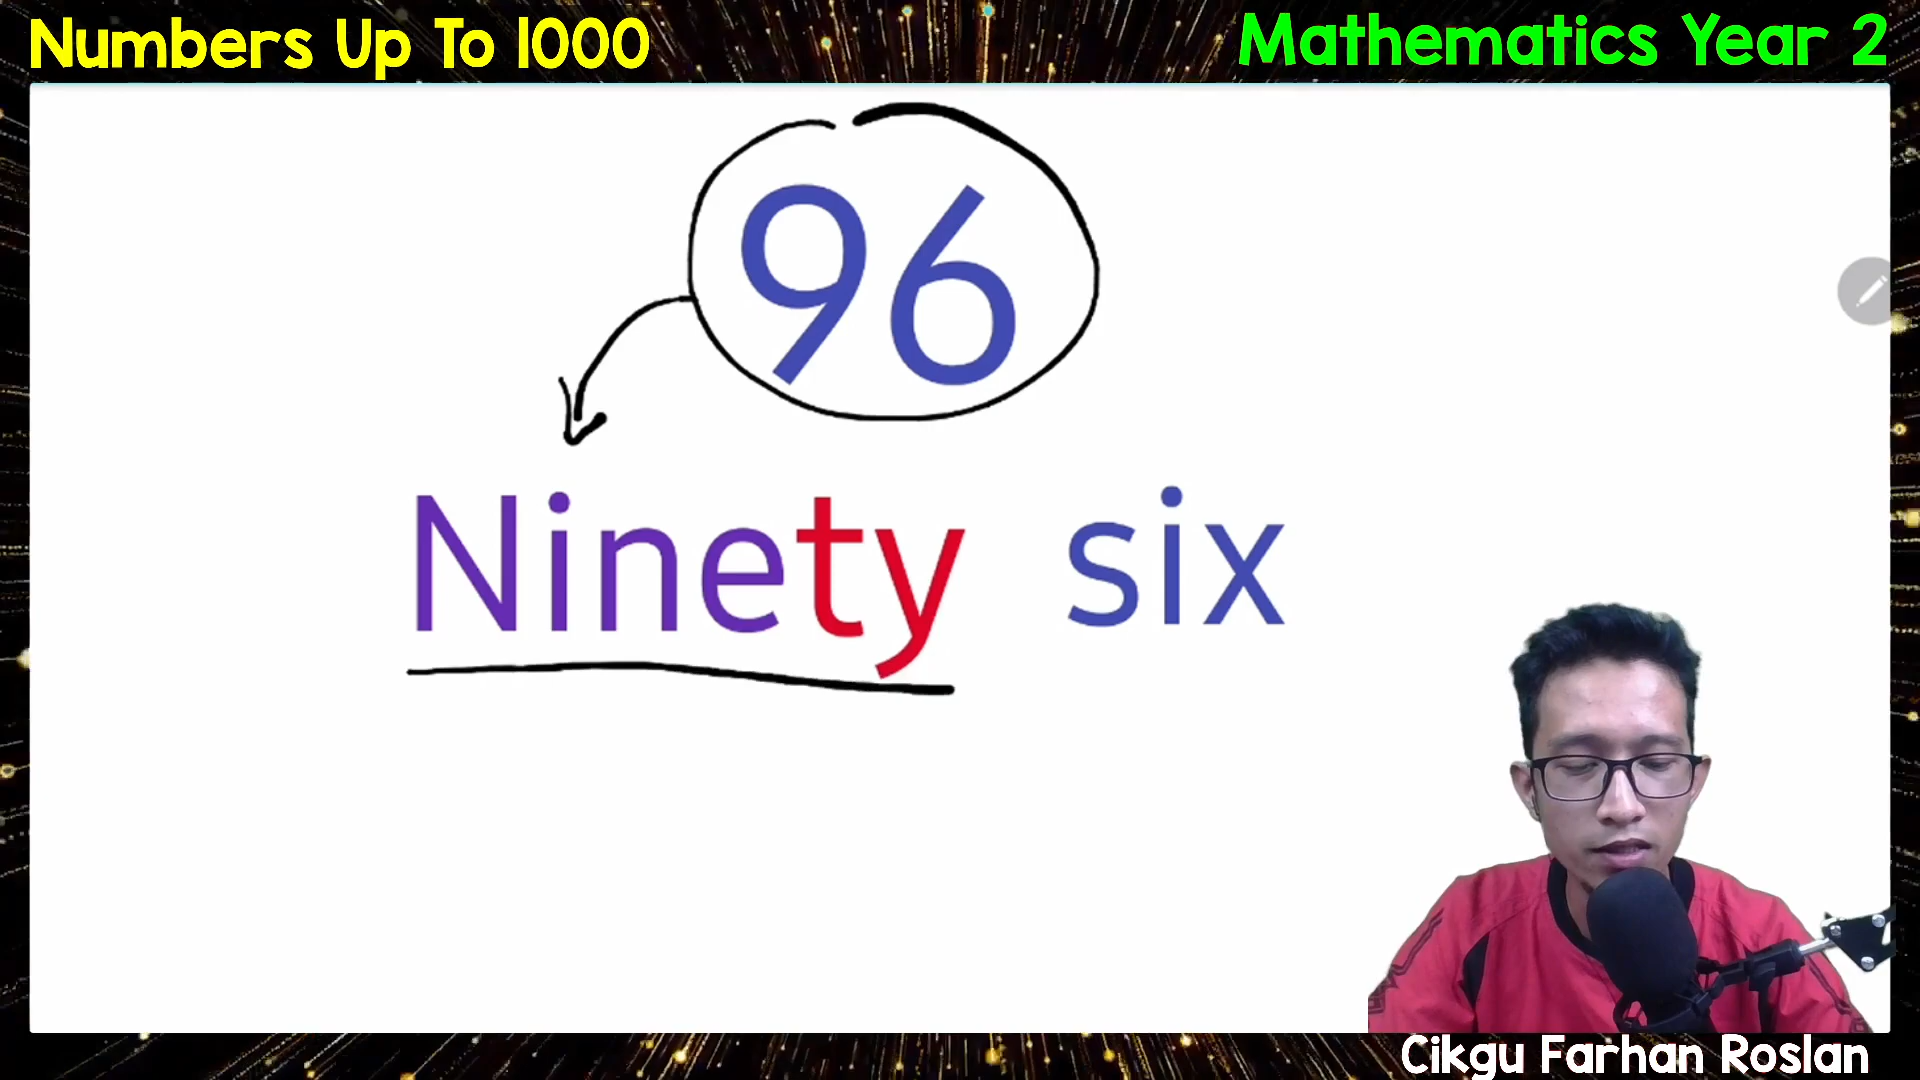 Numbers Up To 1000
Mathematics Year 2
96
Ninety six
Cikgu Farhan Roslan